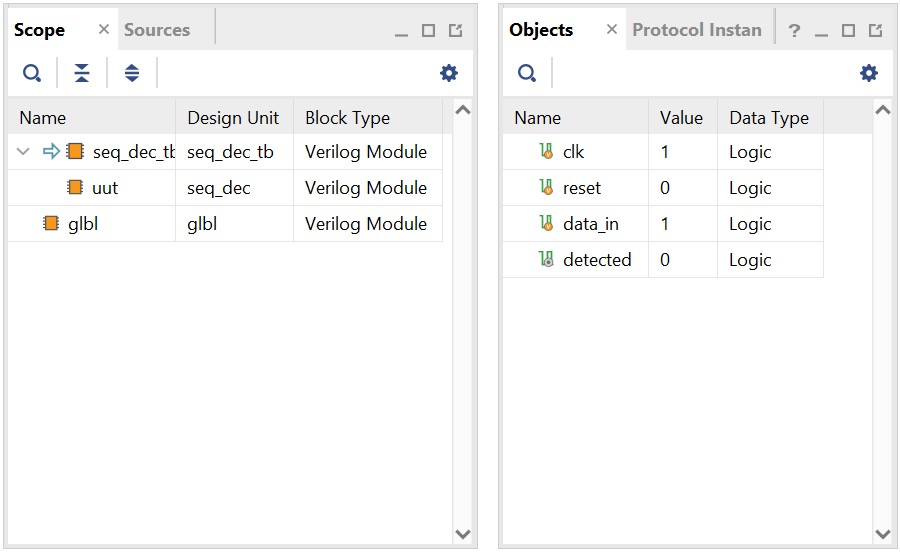 Scope Sources
Name Design Unit Block Type
seq_dec_tb seq_dec_tb Verilog Module
uut seq_dec Verilog Module
glbl glbl Verilog Module
Objects Protocol Instan ?
Name Value Data Type
clk 1 Logic
reset 0 Logic
data_in 1 Logic
detected 0 Logic